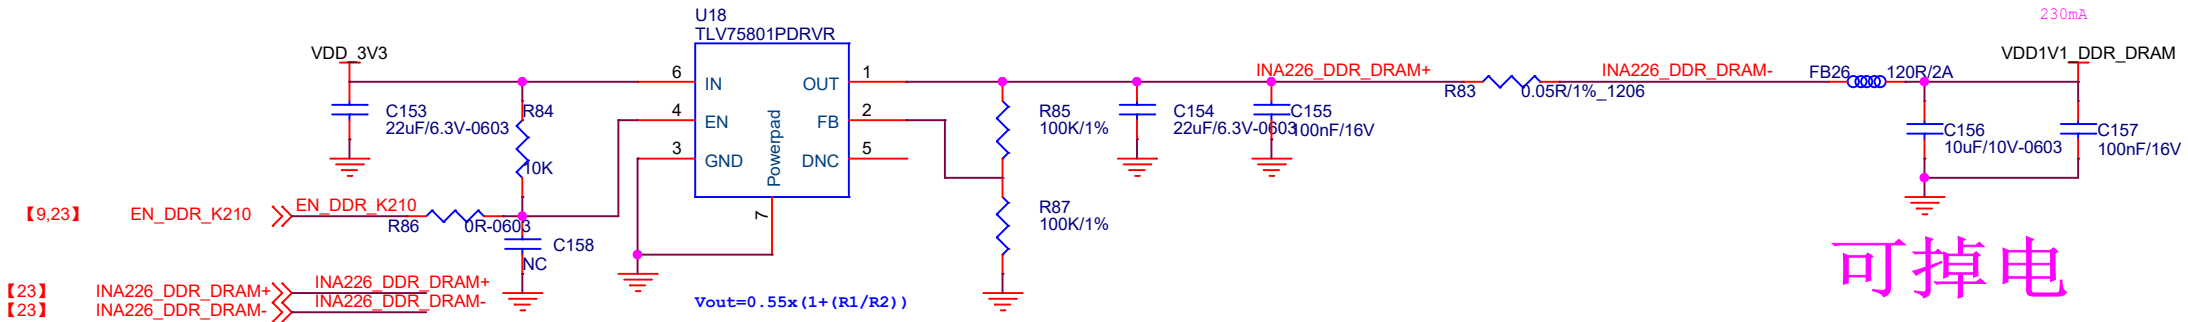 230mA
U18
TLV75801PDRVR
VDD_3V3
VDD1V1_DDR_DRAM
6
IN
OUT
1
INA226_DDR_DRAM+
INA226_DDR_DRAM-
FB26
120R/2A
R83
0.05R/1%_1206
C153
22uF/6.3V-0603
R84
10K
4
EN
FB
2
R85
100K/1%
C154
22uF/6.3V-0603
C155
100nF/16V
C156
10uF/10V-0603
C157
100nF/16V
3
GND
DNC
5
Powerpad
7
【9,23】
EN_DDR_K210
EN_DDR_K210
R86
0R-0603
R87
100K/1%
C158
NC
可掉电
【23】
INA226_DDR_DRAM+
INA226_DDR_DRAM+
【23】
INA226_DDR_DRAM-
INA226_DDR_DRAM-
Vout=0.55x(1+(R1/R2))